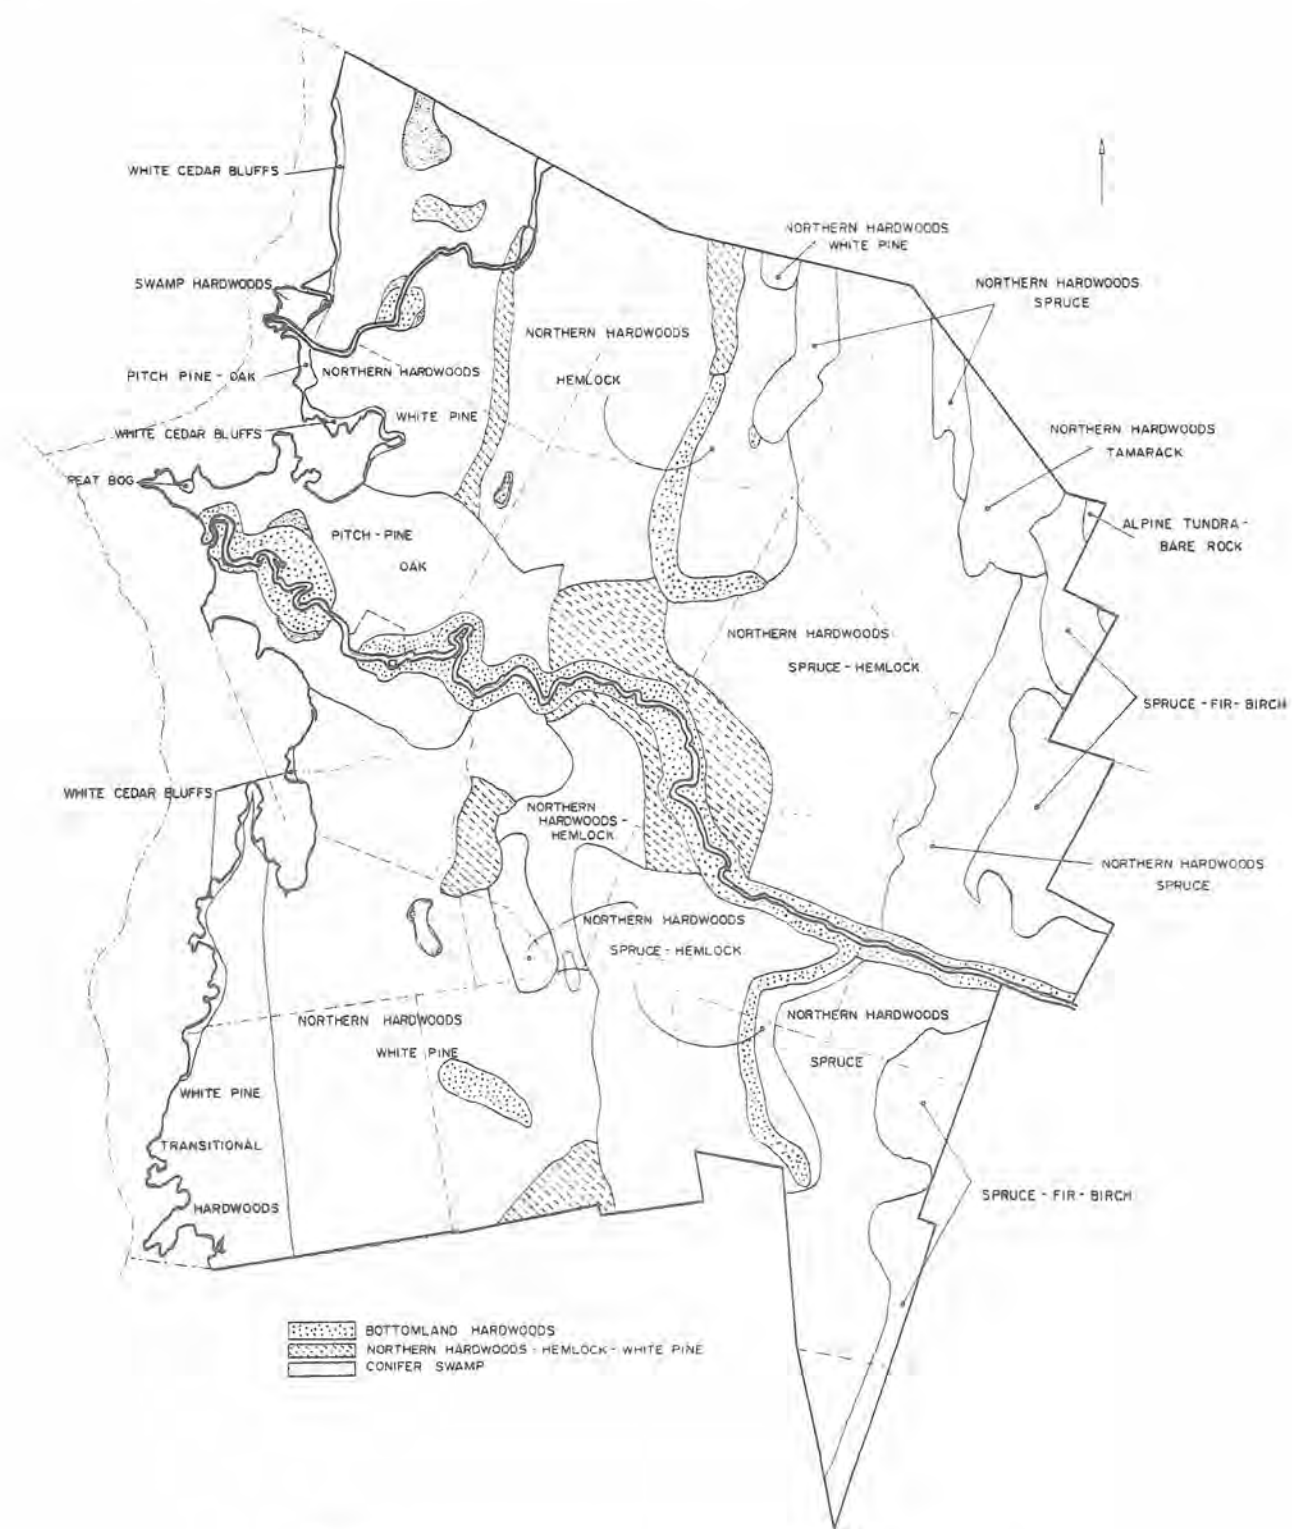 WHITE CEDAR BLUFFS
NORTHERN HARDWOODS
WHITE PINE
SWAMP HARDWOODS
NORTHERN HARDWOODS
SPRUCE
NORTHERN HARDWOODS
HEMLOCK
PITCH PINE - OAK
NORTHERN HARDWOODS
WHITE PINE
WHITE CEDAR BLUFFS
NORTHERN HARDWOODS
TAMARACK
PEAT BOG
ALPINE TUNDRA -
BARE ROCK
PITCH - PINE
OAK
NORTHERN HARDWOODS
SPRUCE - HEMLOCK
SPRUCE - FIR - BIRCH
WHITE CEDAR BLUFFS
NORTHERN
HARDWOODS -
HEMLOCK
NORTHERN HARDWOODS
SPRUCE
NORTHERN HARDWOODS
SPRUCE - HEMLOCK
NORTHERN HARDWOODS
WHITE PINE
NORTHERN HARDWOODS
SPRUCE
WHITE PINE
TRANSITIONAL
HARDWOODS
SPRUCE - FIR - BIRCH
BOTTOMLAND HARDWOODS
NORTHERN HARDWOODS - HEMLOCK - WHITE PINE
CONIFER SWAMP